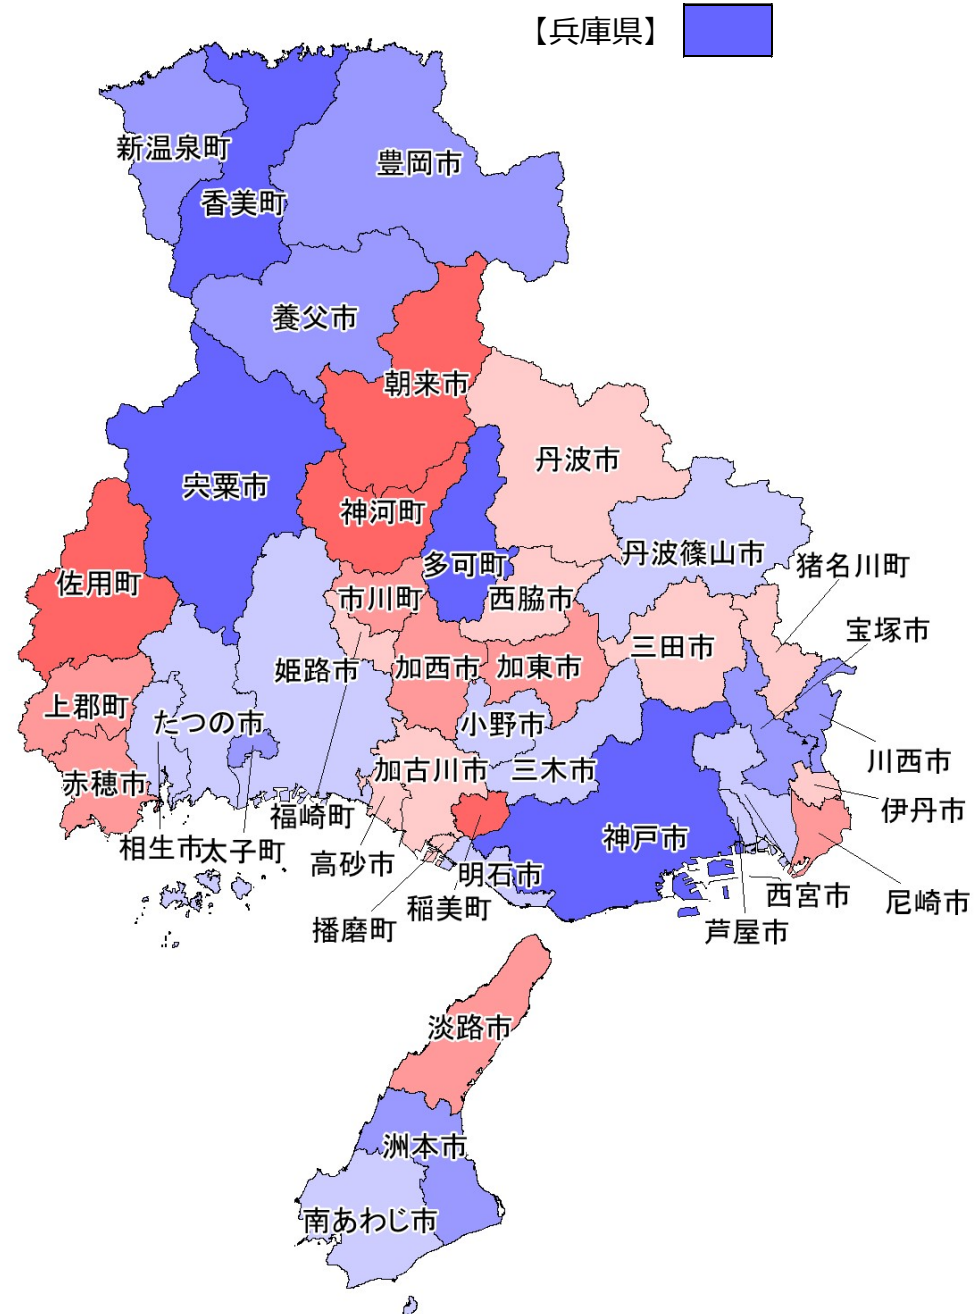 【兵庫県】
新温泉町
豊岡市
香美町
養父市
朝来市
丹波市
宍粟市
神河町
丹波篠山市
多可町
猪名川町
佐用町
市川町
西脇市
宝塚市
三田市
姫路市
加西市
加東市
上郡町
たつの市
小野市
川西市
赤穂市
加古川市
三木市
伊丹市
福崎町
神戸市
相生市
太子町
高砂市
明石市
西宮市
尼崎市
稲美町
播磨町
芦屋市
淡路市
洲本市
南あわじ市